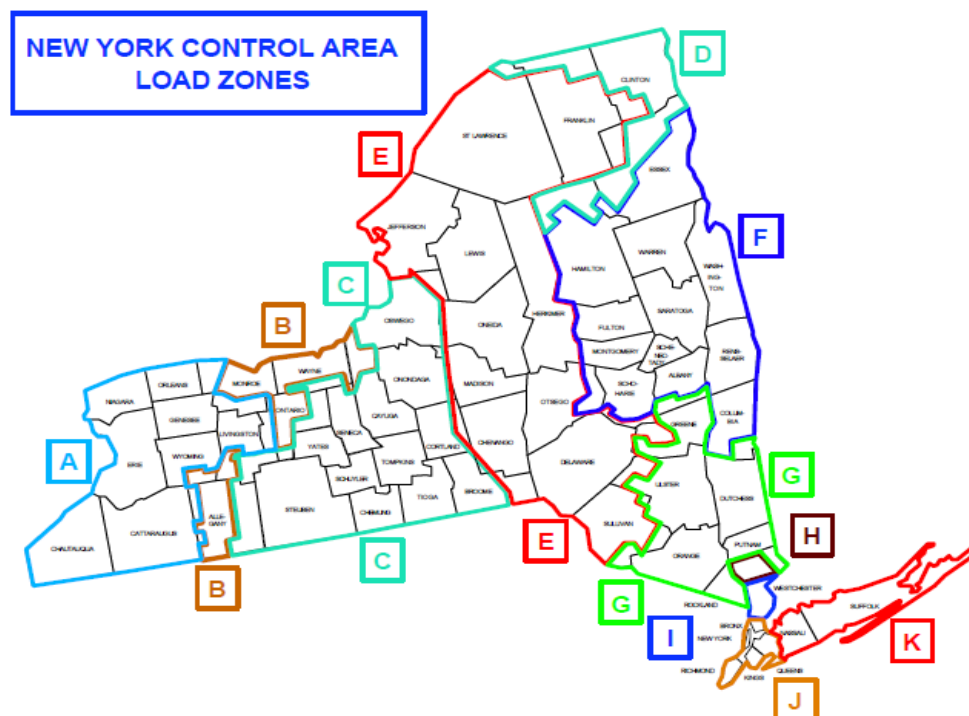 NEW YORK CONTROL AREA
LOAD ZONES
D
CLINTON
FRANKLIN
ST LAWRENCE
E
ESSEX
JEFFERSON
F
LEWIS
WARREN
WASH
ING-
TON
HAMILTON
C
HERKIMER
ONEIDA
OSWEGO
SARATOGA
B
FULTON
MONTGOMERY
SCHE-
NEC
TADY
RENS-
SELAER
WAYNE
MONROE
ORLEANS
NIAGARA
GENESEE
ONTARIO
ONONDAGA
MADISON
OTSEGO
SCHO-
HARIE
ALBANY
CAYUGA
SENECA
LIVINGSTON
WYOMING
ERIE
A
YATES
CORTLAND
CHENANGO
GREENE
COLUM-
BIA
TOMPKINS
SCHUYLER
DELAWARE
ULSTER
DUTCHESS
G
ALLE-
GANY
STEUBEN
CHEMUNG
TIOGA
BROOME
SULLIVAN
CATTARAUGUS
CHAUTAUQUA
E
ORANGE
PUTNAM
H
B
C
G
ROCKLAND
WESTCHESTER
SUFFOLK
I
BRONX
NEW YORK
NASSAU
K
RICHMOND
KINGS
QUEENS
J